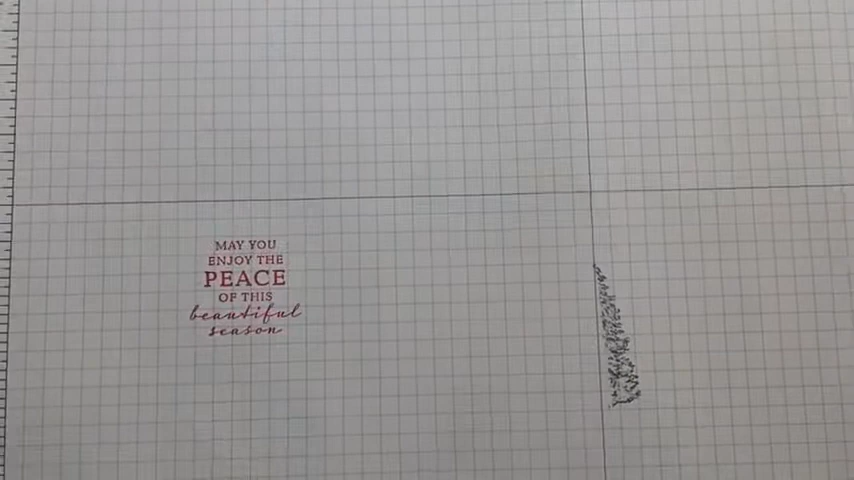 MAY YOU
ENJOY THE
PEACE
OF THIS
beautiful
season